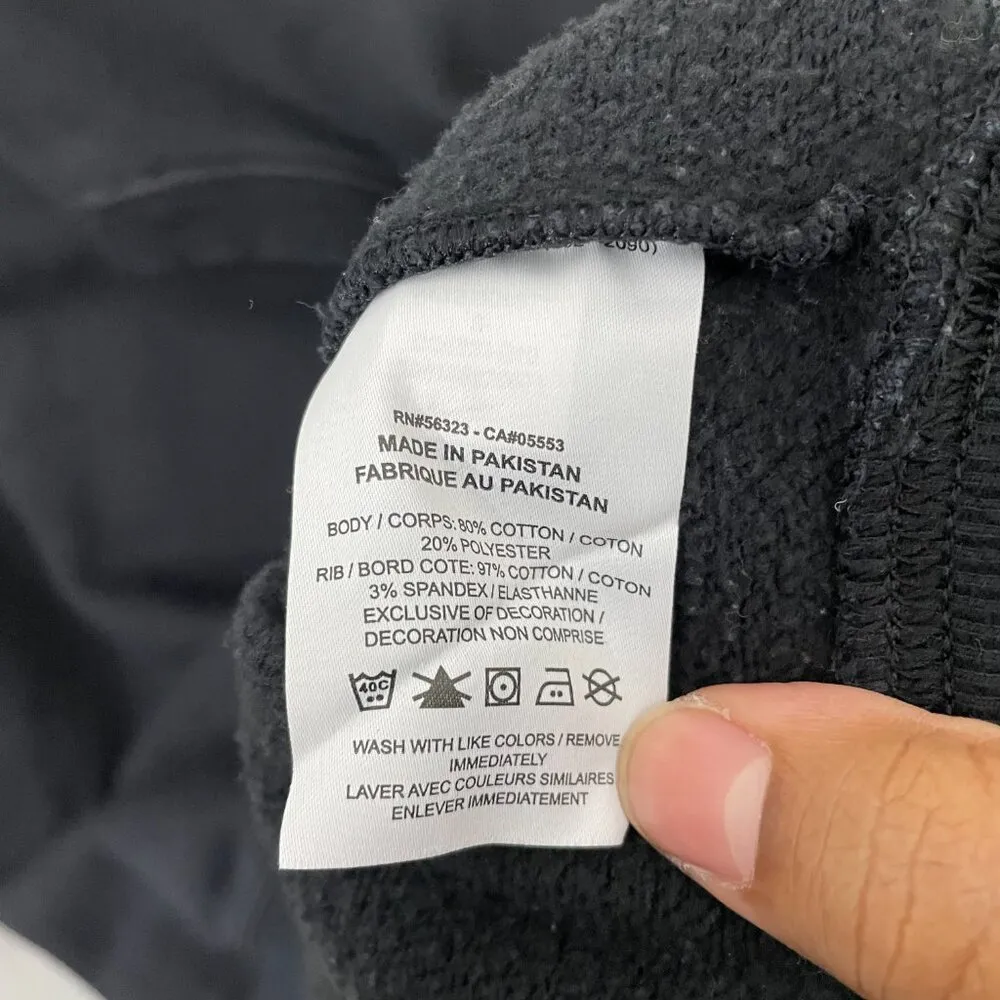 2090)
RN#56323 - CA#05553
MADE IN PAKISTAN
FABRIQUE AU PAKISTAN
BODY / CORPS: 80% COTTON / COTON
20% POLYESTER
RIB / BORD COTE: 97% COTTON / COTON
3% SPANDEX / ELASTHANNE
EXCLUSIVE OF DECORATION /
DECORATION NON COMPRISE
40C
WASH WITH LIKE COLORS / REMOVE
IMMEDIATELY
LAVER AVEC COULEURS SIMILAIRES
ENLEVER IMMEDIATEMENT